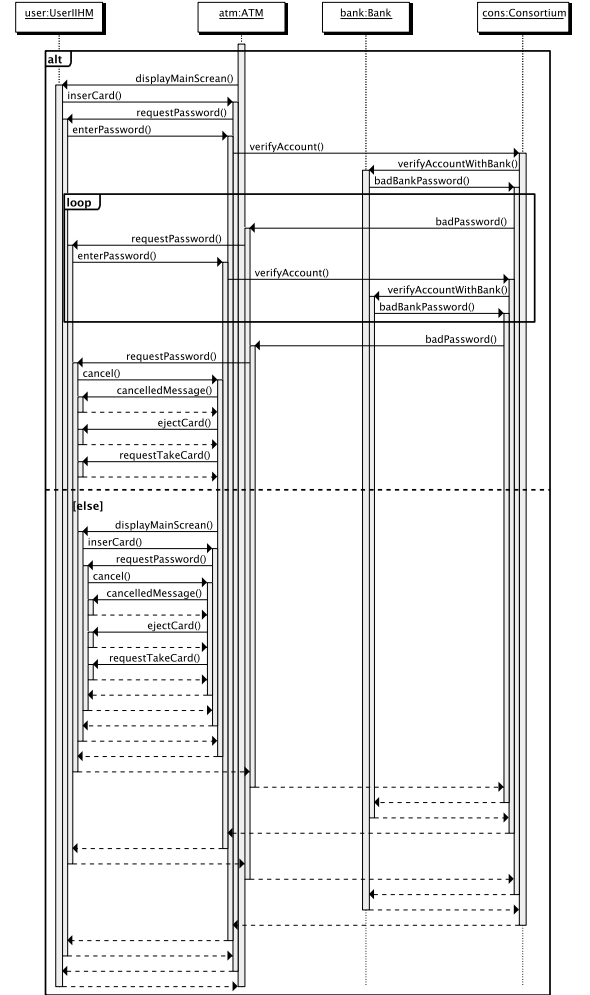 user:UserIIHM atm:ATM bank:Bank cons:Consortium
alt
displayMainScrean()
inserCard()
requestPassword()
enterPassword()
verifyAccount()
verifyAccountWithBank()
badBankPassword()
loop
badPassword()
requestPassword()
enterPassword()
verifyAccount()
verifyAccountWithBank()
badBankPassword()
badPassword()
requestPassword()
cancel()
cancelledMessage()
ejectCard()
requestTakeCard()
[else]
displayMainScrean()
inserCard()
requestPassword()
cancel()
cancelledMessage()
ejectCard()
requestTakeCard()